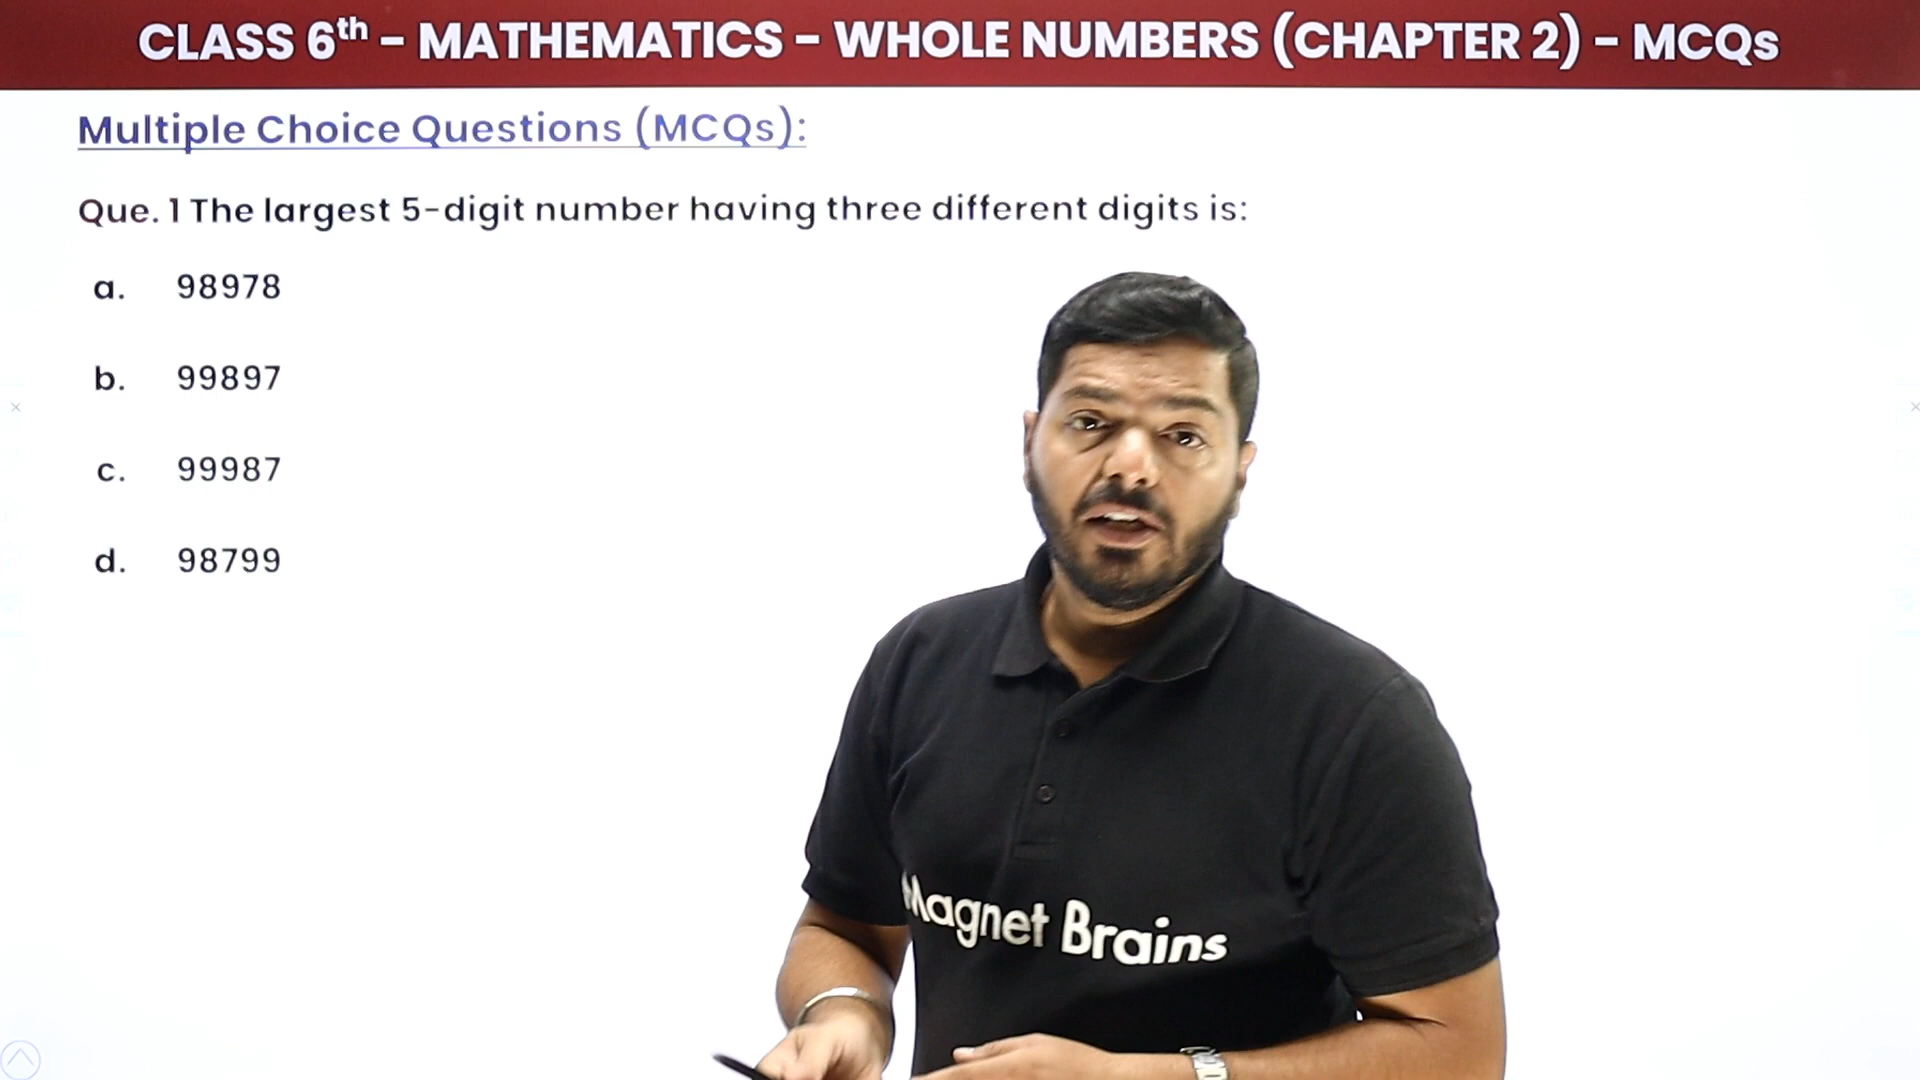 CLASS 6th - MATHEMATICS - WHOLE NUMBERS (CHAPTER 2) - MCQs
Multiple Choice Questions (MCQs):
Que. 1 The largest 5-digit number having three different digits is:
a. 98978
b. 99897
c. 99987
d. 98799
Magnet Brains